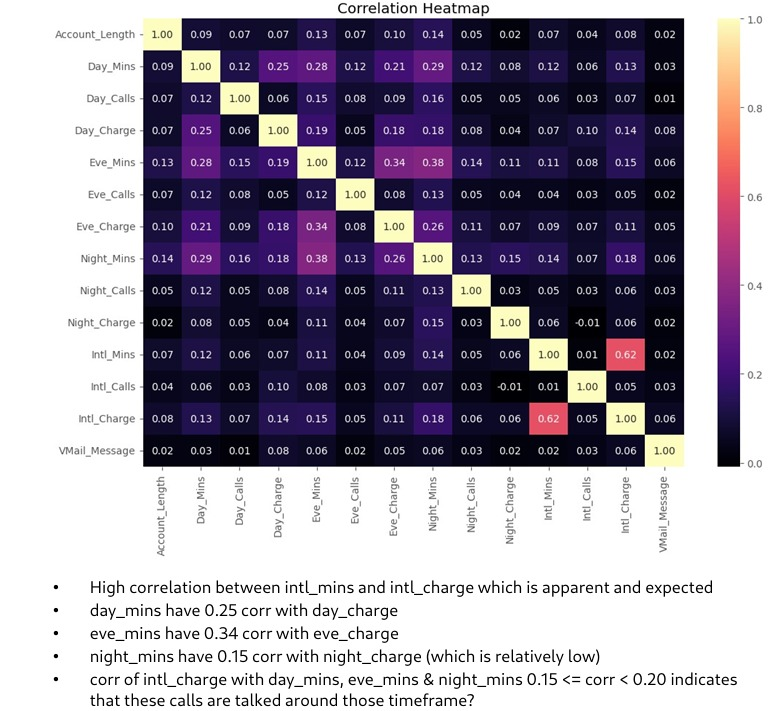 Correlation Heatmap
Account_Length 1.00 0.09 0.07 0.07 0.13 0.07 0.10 0.14 0.05 0.02 0.07 0.04 0.08 0.02
Day_Mins 0.09 1.00 0.12 0.25 0.28 0.12 0.21 0.29 0.12 0.08 0.12 0.06 0.13 0.03
Day_Calls 0.07 0.12 1.00 0.06 0.15 0.08 0.09 0.16 0.05 0.05 0.06 0.03 0.07 0.01
Day_Charge 0.07 0.25 0.06 1.00 0.19 0.05 0.18 0.18 0.08 0.04 0.07 0.10 0.14 0.08
Eve_Mins 0.13 0.28 0.15 0.19 1.00 0.12 0.34 0.38 0.14 0.11 0.11 0.08 0.15 0.06
Eve_Calls 0.07 0.12 0.08 0.05 0.12 1.00 0.08 0.13 0.05 0.04 0.04 0.03 0.05 0.02
Eve_Charge 0.10 0.21 0.09 0.18 0.34 0.08 1.00 0.26 0.11 0.07 0.09 0.07 0.11 0.05
Night_Mins 0.14 0.29 0.16 0.18 0.38 0.13 0.26 1.00 0.13 0.15 0.14 0.07 0.18 0.06
Night_Calls 0.05 0.12 0.05 0.08 0.14 0.05 0.11 0.13 1.00 0.03 0.05 0.03 0.06 0.03
Night_Charge 0.02 0.08 0.05 0.04 0.11 0.04 0.07 0.15 0.03 1.00 0.06 -0.01 0.06 0.02
Intl_Mins 0.07 0.12 0.06 0.07 0.11 0.04 0.09 0.14 0.05 0.06 1.00 0.01 0.62 0.02
Intl_Calls 0.04 0.06 0.03 0.10 0.08 0.03 0.07 0.07 0.03 -0.01 0.01 1.00 0.05 0.03
Intl_Charge 0.08 0.13 0.07 0.14 0.15 0.05 0.11 0.18 0.06 0.06 0.62 0.05 1.00 0.06
VMail_Message 0.02 0.03 0.01 0.08 0.06 0.02 0.05 0.06 0.03 0.02 0.02 0.03 0.06 1.00
Account_Length
Day_Mins
Day_Calls
Day_Charge
Eve_Mins
Eve_Calls
Eve_Charge
Night_Mins
Night_Calls
Night_Charge
Intl_Mins
Intl_Calls
Intl_Charge
VMail_Message
1.0
0.8
0.6
0.4
0.2
0.0
• High correlation between intl_mins and intl_charge which is apparent and expected
• day_mins have 0.25 corr with day_charge
• eve_mins have 0.34 corr with eve_charge
• night_mins have 0.15 corr with night_charge (which is relatively low)
• corr of intl_charge with day_mins, eve_mins & night_mins 0.15 <= corr < 0.20 indicates
that these calls are talked around those timeframe?